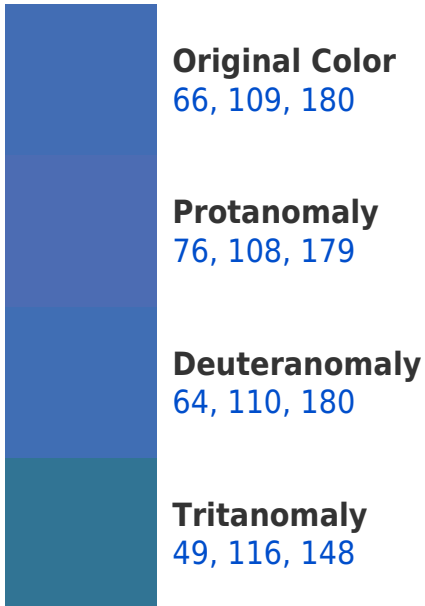 Original Color
66, 109, 180
Protanomaly
76, 108, 179
Deuteranomaly
64, 110, 180
Tritanomaly
49, 116, 148